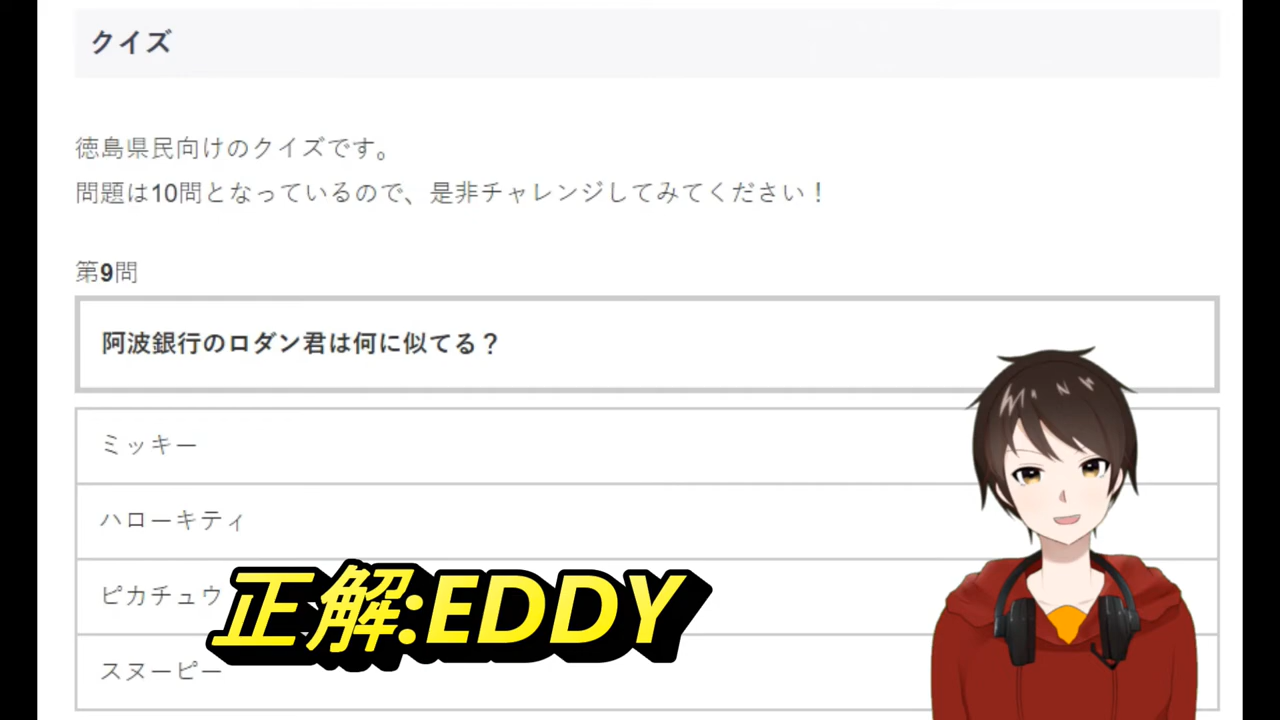 クイズ
徳島県民向けのクイズです。
問題は10問となっているので、是非チャレンジしてみてください！
第9問
阿波銀行のロダン君は何に似てる？
ミッキー
ハローキティ
ピカチュウ
正解:EDDY
スヌーピー